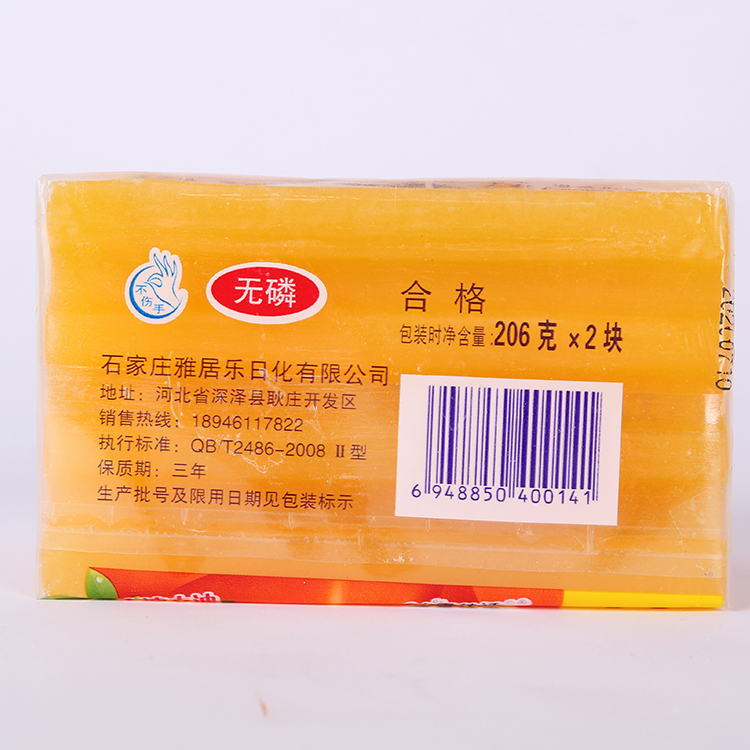 不伤手
无磷
合格
包装时净含量:206克×2块
石家庄雅居乐日化有限公司
地址：河北省深泽县耿庄开发区
销售热线：18946117822
执行标准：QB/T2486-2008 II型
保质期：三年
生产批号及限用日期见包装标示
6 948850 400141